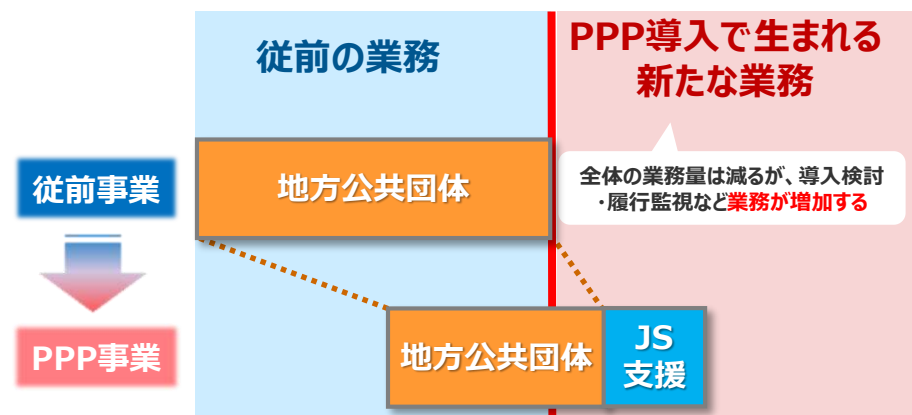 従前の業務
PPP導入で生まれる
新たな業務
従前事業
地方公共団体
全体の業務量は減るが、導入検討
・履行監視など業務が増加する
PPP事業
地方公共団体
JS
支援